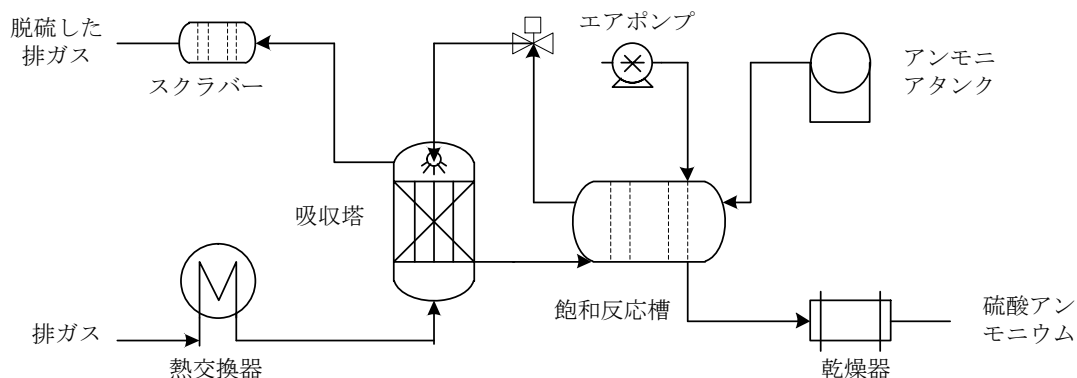 脱硫した
排ガス
スクラバー
エアポンプ
アンモニ
アタンク
吸収塔
飽和反応槽
排ガス
熱交換器
乾燥器
硫酸アン
モニウム